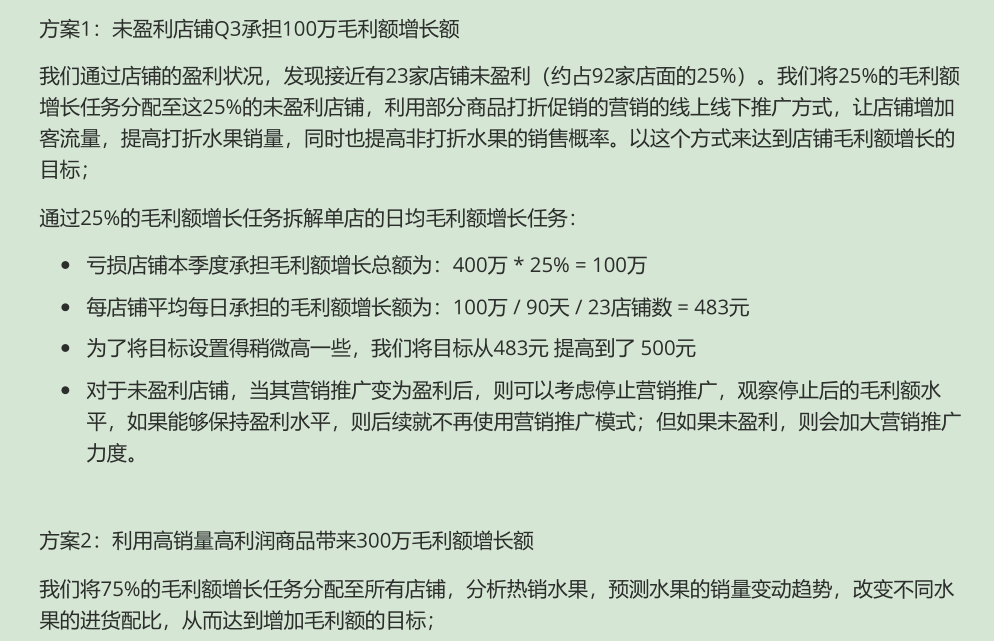 方案1：未盈利店铺Q3承担100万毛利额增长额
我们通过店铺的盈利状况，发现接近有23家店铺未盈利（约占92家店面的25%）。我们将25%的毛利额
增长任务分配至这25%的未盈利店铺，利用部分商品打折促销的营销的线上线下推广方式，让店铺增加
客流量，提高打折水果销量，同时也提高非打折水果的销售概率。以这个方式来达到店铺毛利额增长的
目标；
通过25%的毛利额增长任务拆解单店的日均毛利额增长任务：
• 亏损店铺本季度承担毛利额增长总额为：400万 * 25% = 100万
• 每店铺平均每日承担的毛利额增长额为：100万 / 90天 / 23店铺数 = 483元
• 为了将目标设置得稍微高一些，我们将目标从483元 提高到了 500元
• 对于未盈利店铺，当其营销推广变为盈利后，则可以考虑停止营销推广，观察停止后的毛利额水
平，如果能够保持盈利水平，则后续就不再使用营销推广模式；但如果未盈利，则会加大营销推广
力度。
方案2：利用高销量高利润商品带来300万毛利额增长额
我们将75%的毛利额增长任务分配至所有店铺，分析热销水果，预测水果的销量变动趋势，改变不同水
果的进货配比，从而达到增加毛利额的目标；